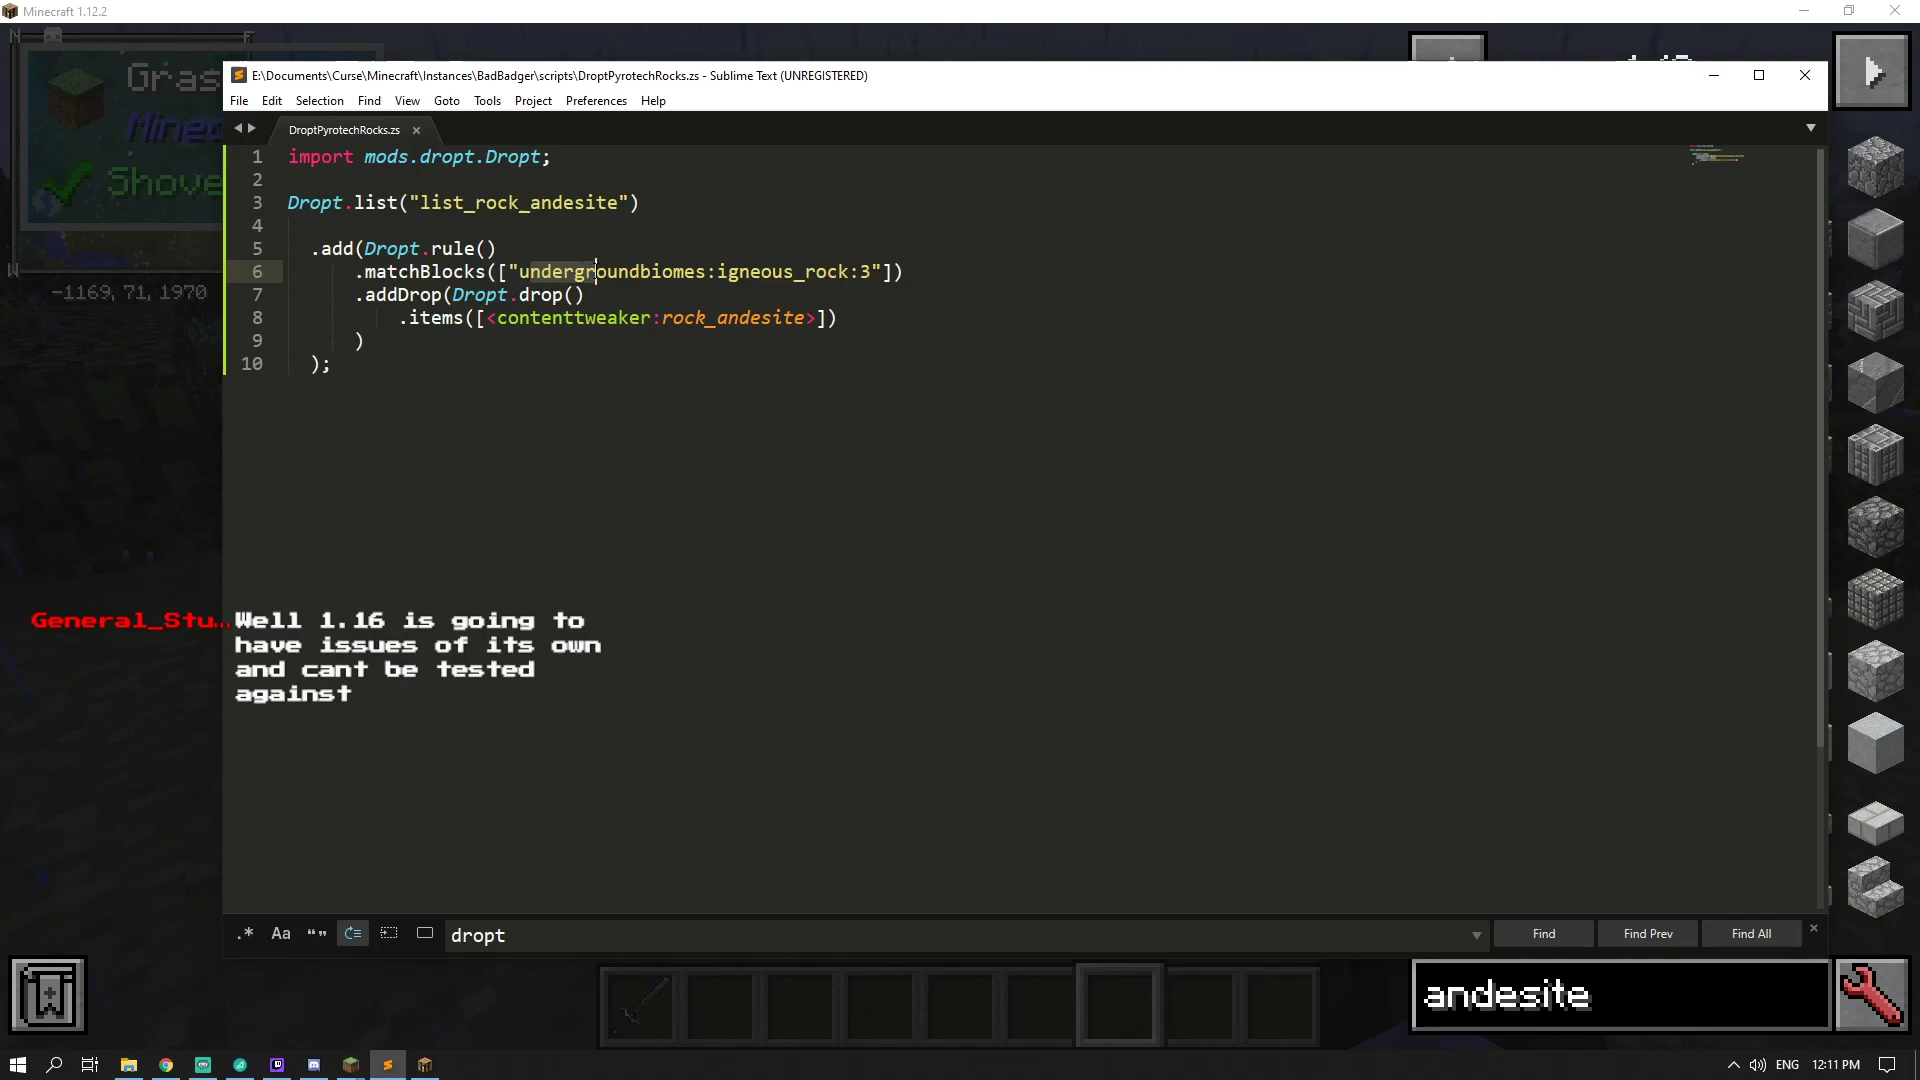 Minecraft 1.12.2
Gras
Minec
Shove
-1169, 71, 1970
E:\Documents\Curse\Minecraft\Instances\BadBadger\scripts\DroptPyrotechRocks.zs - Sublime Text (UNREGISTERED)
File Edit Selection Find View Goto Tools Project Preferences Help
DroptPyrotechRocks.zs
1 import mods.dropt.Dropt;
2
3 Dropt.list("list_rock_andesite")
4
5 .add(Dropt.rule()
6 .matchBlocks(["undergroundbiomes:igneous_rock:3"])
7 .addDrop(Dropt.drop()
8 .items([<contenttweaker:rock_andesite>])
9 )
10 );
General_Stu… Well 1.16 is going to
have issues of its own
and cant be tested
against
.* Aa “” dropt Find Find Prev Find All
andesite
ENG 12:11 PM